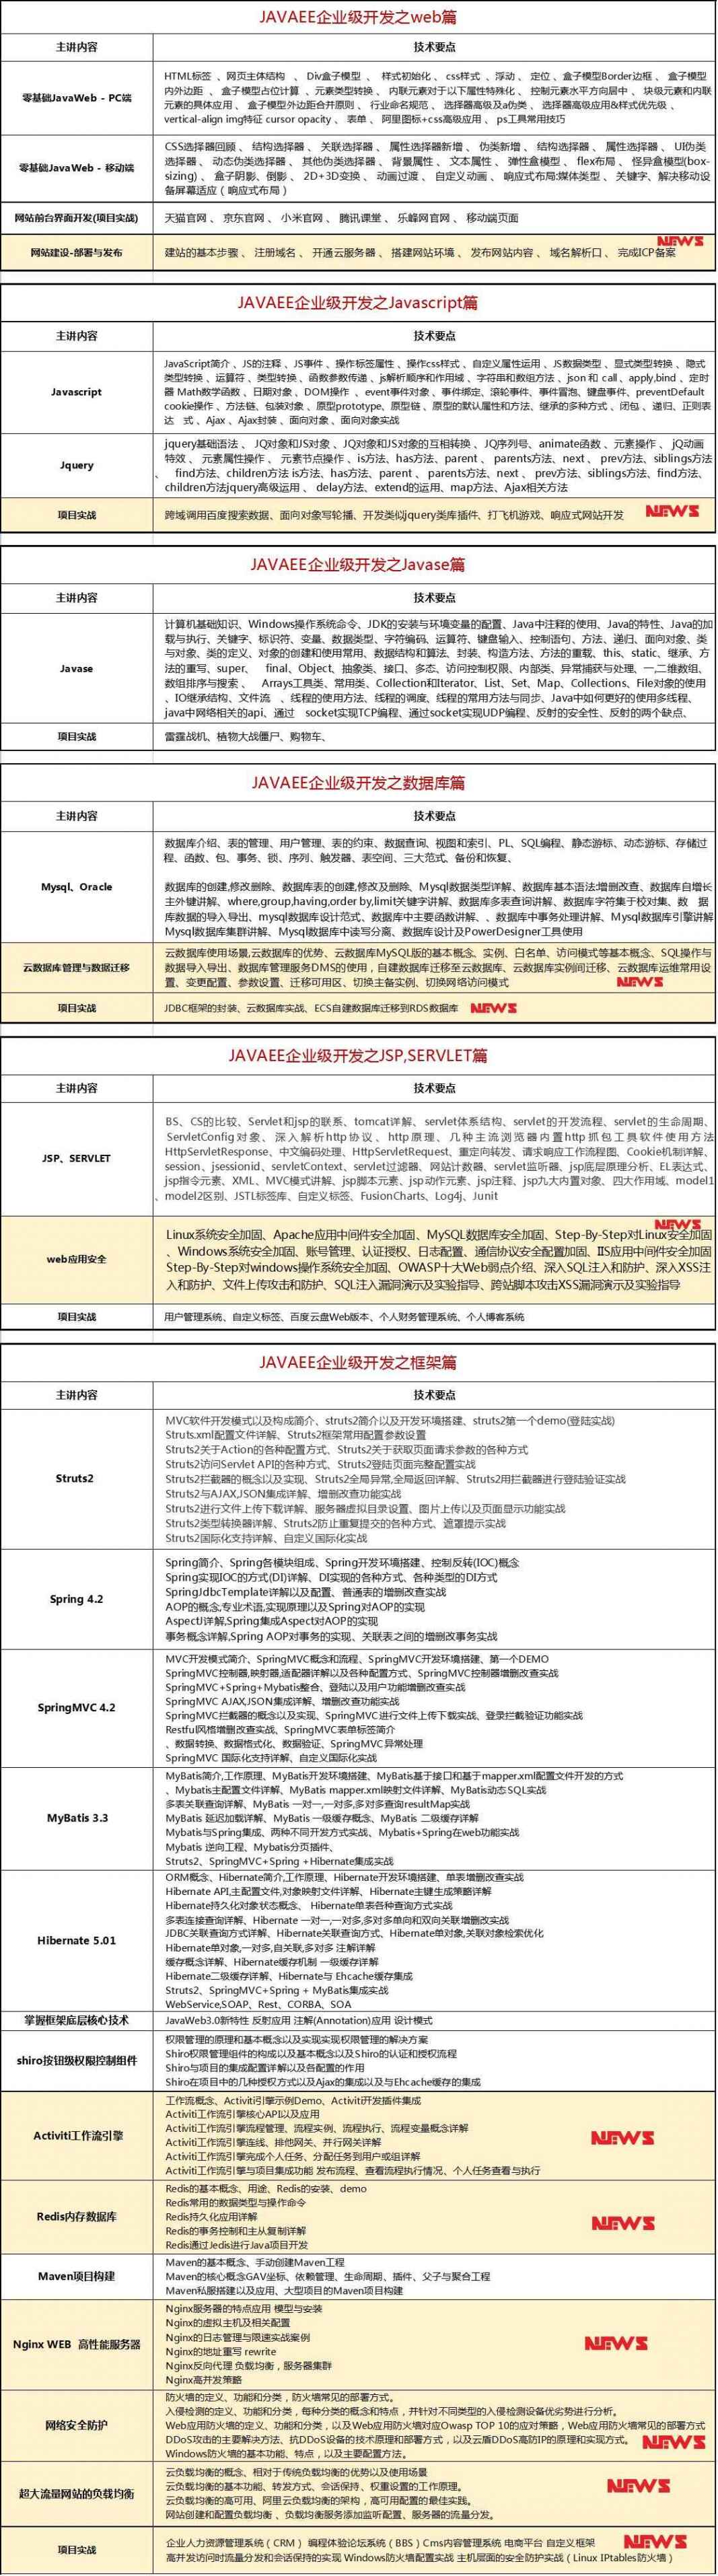 JAVAEE企业级开发之web篇
主讲内容 技术要点
零基础JavaWeb - PC端
HTML标签 、网页主体结构 、 Div盒子模型 、 样式初始化 、css样式 、浮动 、定位 、盒子模型Border边框 、 盒子模型
内外边距 、 盒子模型占位计算 、元素类型转换 、内联元素对于以下属性特殊化 、控制元素水平方向居中 、 块级元素和内联
元素的具体应用 、 盒子模型外边距合并原则 、 行业命名规范 、 选择器高级及a伪类 、 选择器高级应用&样式优先级 、
vertical-align img特征 cursor opacity 、 表单 、 阿里图标+css高级应用 、 ps工具常用技巧
零基础JavaWeb - 移动端
CSS选择器回顾 、 结构选择器 、 关联选择器 、 属性选择器新增 、 伪类新增 、 结构选择器 、 属性选择器 、 UI伪类
选择器 、 动态伪类选择器 、 其他伪类选择器 、 背景属性 、 文本属性 、 弹性盒模型 、 flex布局 、 怪异盒模型(box-
sizing) 、 盒子阴影、倒影 、 2D+3D变换 、 动画过渡 、 自定义动画 、 响应式布局:媒体类型 、 关键字、解决移动设
备屏幕适应（响应式布局）
网站前台界面开发(项目实战) 天猫官网 、 京东官网 、 小米官网 、 腾讯课堂 、 乐蜂网官网 、 移动端页面
NEWS
网站建设-部署与发布 建站的基本步骤 、 注册域名 、 开通云服务器 、 搭建网站环境 、 发布网站内容 、 域名解析口 、 完成ICP备案
JAVAEE企业级开发之Javascript篇
主讲内容 技术要点
Javascript
JavaScript简介 、JS的注释 、JS事件 、操作标签属性 、操作css样式 、自定义属性运用 、JS数据类型 、显式类型转换 、隐式
类型转换 、运算符 、类型转换 、函数参数传递 、js解析顺序和作用域 、字符串和数组方法 、json 和 call 、apply,bind 、定时
器 Math数学函数 、日期对象 、DOM操作 、event事件对象 、事件绑定、滚轮事件、事件冒泡、键盘事件、preventDefault
cookie操作 、方法链、包装对象 、原型prototype、原型链 、原型的默认属性和方法、继承的多种方式 、闭包 、递归、正则表
达 式 、Ajax 、Ajax封装 、面向对象 、面向对象实战
Jquery
jquery基础语法 、 JQ对象和JS对象 、JQ对象和JS对象的互相转换 、JQ序列号、animate函数 、元素操作 、 jQ动画
特效 、 元素属性操作 、 元素节点操作 、is方法、has方法、parent 、 parents方法、next 、 prev方法、siblings方法
、 find方法、children方法 is方法、has方法、parent 、parents方法、next 、 prev方法、siblings方法、find方法、
children方法jquery高级运用 、 delay方法、extend的运用、map方法、Ajax相关方法
项目实战 跨域调用百度搜索数据、面向对象写轮播、开发类似jquery类库插件、打飞机游戏、响应式网站开发 NEWS
JAVAEE企业级开发之Javase篇
主讲内容 技术要点
Javase
计算机基础知识、Windows操作系统命令、JDK的安装与环境变量的配置、Java中注释的使用、Java的特性、Java的加
载与执行、关键字、标识符、变量、数据类型、字符编码、运算符、键盘输入、控制语句、方法、递归、面向对象、类
与对象、类的定义、对象的创建和使用常用、数据结构和算法、封装、构造方法、方法的重载、this、static、继承、方
法的重写、super、 final、Object、抽象类、接口、多态、访问控制权限、内部类、异常捕获与处理、一,二维数组、
数组排序与搜索 、 Arrays工具类、常用类、Collection和Iterator、List、Set、Map、Collections、File对象的使用
、IO继承结构、文件流 、线程的使用方法、线程的调度、线程的常用方法与同步、Java中如何更好的使用多线程、
java中网络相关的api、通过 socket实现TCP编程、通过socket实现UDP编程、反射的安全性、反射的两个缺点、
项目实战 雷霆战机、植物大战僵尸、购物车、
JAVAEE企业级开发之数据库篇
主讲内容 技术要点
Mysql、Oracle
数据库介绍、表的管理、用户管理、表的约束、数据查询、视图和索引、PL、SQL编程、静态游标、动态游标、存储过
程、函数、包、事务、锁、序列、触发器、表空间、三大范式、备份和恢复、
数据库的创建,修改删除、数据库表的创建,修改及删除、Mysql数据类型详解、数据库基本语法:增删改查、数据库自增长
主外键讲解、where,group,having,order by,limit关键字讲解、数据库多表查询讲解、数据库字符集于校对集、数 据
库数据的导入导出、mysql数据库设计范式、数据库中主要函数讲解、、数据库中事务处理讲解、Mysql数据库引擎讲解
Mysql数据库集群讲解、Mysql数据库中读写分离、数据库设计及PowerDesigner工具使用
云数据库管理与数据迁移
云数据库使用场景,云数据库的优势、云数据库MySQL版的基本概念、实例、白名单、访问模式等基本概念、SQL操作与
数据导入导出、数据库管理服务DMS的使用，自建数据库迁移至云数据库、云数据库实例间迁移、云数据库运维常用设
置、变更配置、参数设置、迁移可用区、切换主备实例、切换网络访问模式 NEWS
项目实战 JDBC框架的封装、云数据库实战、ECS自建数据库迁移到RDS数据库 NEWS
JAVAEE企业级开发之JSP,SERVLET篇
主讲内容 技术要点
JSP、SERVLET
BS、CS的比较、Servlet和jsp的联系、tomcat详解、servlet体系结构、servlet的开发流程、servlet的生命周期、
ServletConfig对象、深入解析http协议、http原理、几种主流浏览器内置http抓包工具软件使用方法
HttpServletResponse、中文编码处理、HttpServletRequest、重定向转发、请求响应工作流程图、Cookie机制详解、
session、jsessionid、servletContext、servlet过滤器、网站计数器、servlet监听器、jsp底层原理分析、EL表达式、
jsp指令元素、XML、MVC模式讲解、jsp脚本元素、jsp动作元素、jsp注释、jsp九大内置对象、四大作用域、model1
、model2区别、JSTL标签库、自定义标签、FusionCharts、Log4j、Junit
NEWS
web应用安全
Linux系统安全加固、Apache应用中间件安全加固、MySQL数据库安全加固、Step-By-Step对Linux安全加固
、Windows系统安全加固、账号管理、认证授权、日志配置、通信协议安全配置加固、IIS应用中间件安全加固
Step-By-Step对windows操作系统安全加固、OWASP十大Web弱点介绍、深入SQL注入和防护、深入XSS注
入和防护、文件上传攻击和防护、SQL注入漏洞演示及实验指导、跨站脚本攻击XSS漏洞演示及实验指导
项目实战 用户管理系统、自定义标签、百度云盘Web版本、个人财务管理系统、个人博客系统
JAVAEE企业级开发之框架篇
主讲内容 技术要点
Struts2
MVC软件开发模式以及构成简介、struts2简介以及开发环境搭建、struts2第一个demo(登陆实战)
Struts.xml配置文件详解、Struts2框架常用配置参数设置
Struts2关于Action的各种配置方式、Struts2关于获取页面请求参数的各种方式
Struts2访问Servlet API的各种方式、Struts2登陆页面完整配置实战
Struts2拦截器的概念以及实现、Struts2全局异常,全局返回详解、Struts2用拦截器进行登陆验证实战
Struts2与AJAX,JSON集成详解、增删改查功能实战
Struts2进行文件上传下载详解、服务器虚拟目录设置、图片上传以及页面显示功能实战
Struts2类型转换器详解、Struts2防止重复提交的各种方式、遮罩提示实战
Struts2国际化支持详解、自定义国际化实战
Spring 4.2
Spring简介、Spring各模块组成、Spring开发环境搭建、控制反转(IOC)概念
Spring实现IOC的方式(DI)详解、DI实现的各种方式、各种类型的DI方式
SpringJdbcTemplate详解以及配置、普通表的增删改查实战
AOP的概念,专业术语,实现原理以及Spring对AOP的实现
AspectJ详解,Spring集成Aspect对AOP的实现
事务概念详解,Spring AOP对事务的实现、关联表之间的增删改事务实战
SpringMVC 4.2
MVC开发模式简介、SpringMVC概念和流程、SpringMVC开发环境搭建、第一个DEMO
SpringMVC控制器,映射器,适配器详解以及各种配置方式、SpringMVC控制器增删改查实战
SpringMVC+Spring+Mybatis整合、登陆以及用户功能增删改查实战
SpringMVC AJAX,JSON集成详解、增删改查功能实战
SpringMVC拦截器的概念以及实现、SpringMVC进行文件上传下载实战、登录拦截验证功能实战
Restful风格增删改查实战、SpringMVC表单标签简介
、数据转换、数据格式化、数据验证、SpringMVC异常处理
SpringMVC 国际化支持详解、自定义国际化实战
MyBatis 3.3
MyBatis简介,工作原理、MyBatis开发环境搭建、MyBatis基于接口和基于mapper.xml配置文件开发的方式
、Mybatis主配置文件详解、MyBatis mapper.xml映射文件详解、MyBatis动态SQL实战
多表关联查询详解、MyBatis 一对一,一对多,多对多查询resultMap实战
MyBatis 延迟加载详解、MyBatis 一级缓存概念、MyBatis 二级缓存详解
Mybatis与Spring集成、两种不同开发方式实战、Mybatis+Spring在web功能实战
Mybatis 逆向工程、Mybatis分页插件、
Struts2、SpringMVC+Spring +Hibernate集成实战
Hibernate 5.01
ORM概念、Hibernate简介,工作原理、Hibernate开发环境搭建、单表增删改查实战
Hibernate API,主配置文件,对象映射文件详解、Hibernate主键生成策略详解
Hibernate持久化对象状态概念、 Hibernate单表各种查询方式实战
多表连接查询详解、Hibernate 一对一,一对多,多对多单向和双向关联增删改实战
JDBC关联查询方式详解、Hibernate关联查询方式、Hibernate单对象,关联对象检索优化
Hibernate单对象,一对多,自关联,多对多 注解详解
缓存概念详解、Hibernate缓存机制 一级缓存详解
Hibernate二级缓存详解、Hibernate与 Ehcache缓存集成
Struts2、SpringMVC+Spring + MyBatis集成实战
WebService,SOAP、Rest、CORBA、SOA
掌握框架底层核心技术 JavaWeb3.0新特性 反射应用 注解(Annotation)应用 设计模式
shiro按钮级权限控制组件
权限管理的原理和基本概念以及实现实现权限管理的解决方案
Shiro权限管理组件的构成以及基本概念以及Shiro的认证和授权流程
Shiro与项目的集成配置详解以及各配置的作用
Shiro在项目中的几种授权方式以及Ajax的集成以及与Ehcache缓存的集成
Activiti工作流引擎
工作流概念、Activiti引擎示例Demo、Activiti开发插件集成
Activiti工作流引擎核心API以及应用
Activiti工作流引擎流程管理、流程实例、流程执行、流程变量概念详解
Activiti工作流引擎连线、排他网关、并行网关详解
Activiti工作流引擎完成个人任务、分配任务到用户或组详解
Activiti工作流引擎与项目集成功能 发布流程、查看流程执行情况、个人任务查看与执行
NEWS
Redis内存数据库
Redis的基本概念、用途、Redis的安装、demo
Redis常用的数据类型与操作命令
Redis持久化应用详解
Redis的事务控制和主从复制详解
Redis通过Jedis进行Java项目开发
NEWS
Maven项目构建
Maven的基本概念、手动创建Maven工程
Maven的核心概念GAV坐标、依赖管理、生命周期、插件、父子与聚合工程
Maven私服搭建以及应用、大型项目的Maven项目构建
Nginx WEB 高性能服务器
Nginx服务器的特点应用 模型与安装
Nginx的虚拟主机及相关配置
Nginx的日志管理与限速实战案例
Nginx的地址重写 rewrite
Nginx反向代理 负载均衡，服务器集群
Nginx高并发策略
NEWS
网络安全防护
防火墙的定义、功能和分类，防火墙常见的部署方式。
入侵检测的定义、功能和分类，每种分类的概念和特点，并针对不同类型的入侵检测设备优劣势进行分析。
Web应用防火墙的定义、功能和分类，以及Web应用防火墙对应Owasp TOP 10的应对策略，Web应用防火墙常见的部署方式
DDoS攻击的主要解决方法、抗DDoS设备的技术原理和部署方式，以及云盾DDoS高防IP的原理和实现方式。 NEWS
Windows防火墙的基本功能、特点，以及主要配置方法。
超大流量网站的负载均衡
云负载均衡的概念、相对于传统负载均衡的优势以及使用场景
云负载均衡的基本功能、转发方式、会话保持、权重设置的工作原理。
云负载均衡的高可用、阿里云负载均衡的架构，高可用配置的最佳实践。
网站创建和配置负载均衡 、负载均衡服务添加监听配置、服务器的流量分发。
NEWS
项目实战
企业人力资源管理系统（CRM） 编程体验论坛系统（BBS）Cms内容管理系统 电商平台 自定义框架 NEWS
高并发访问时流量分发和会话保持的实现 Windows防火墙配置实战 主机层面的安全防护实战（Linux IPtables防火墙）